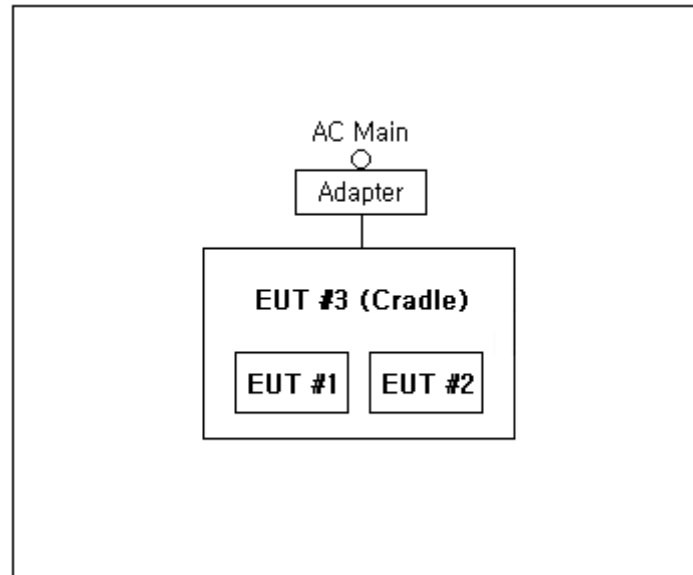 AC Main
Adapter
EUT #3 (Cradle)
EUT #1
EUT #2